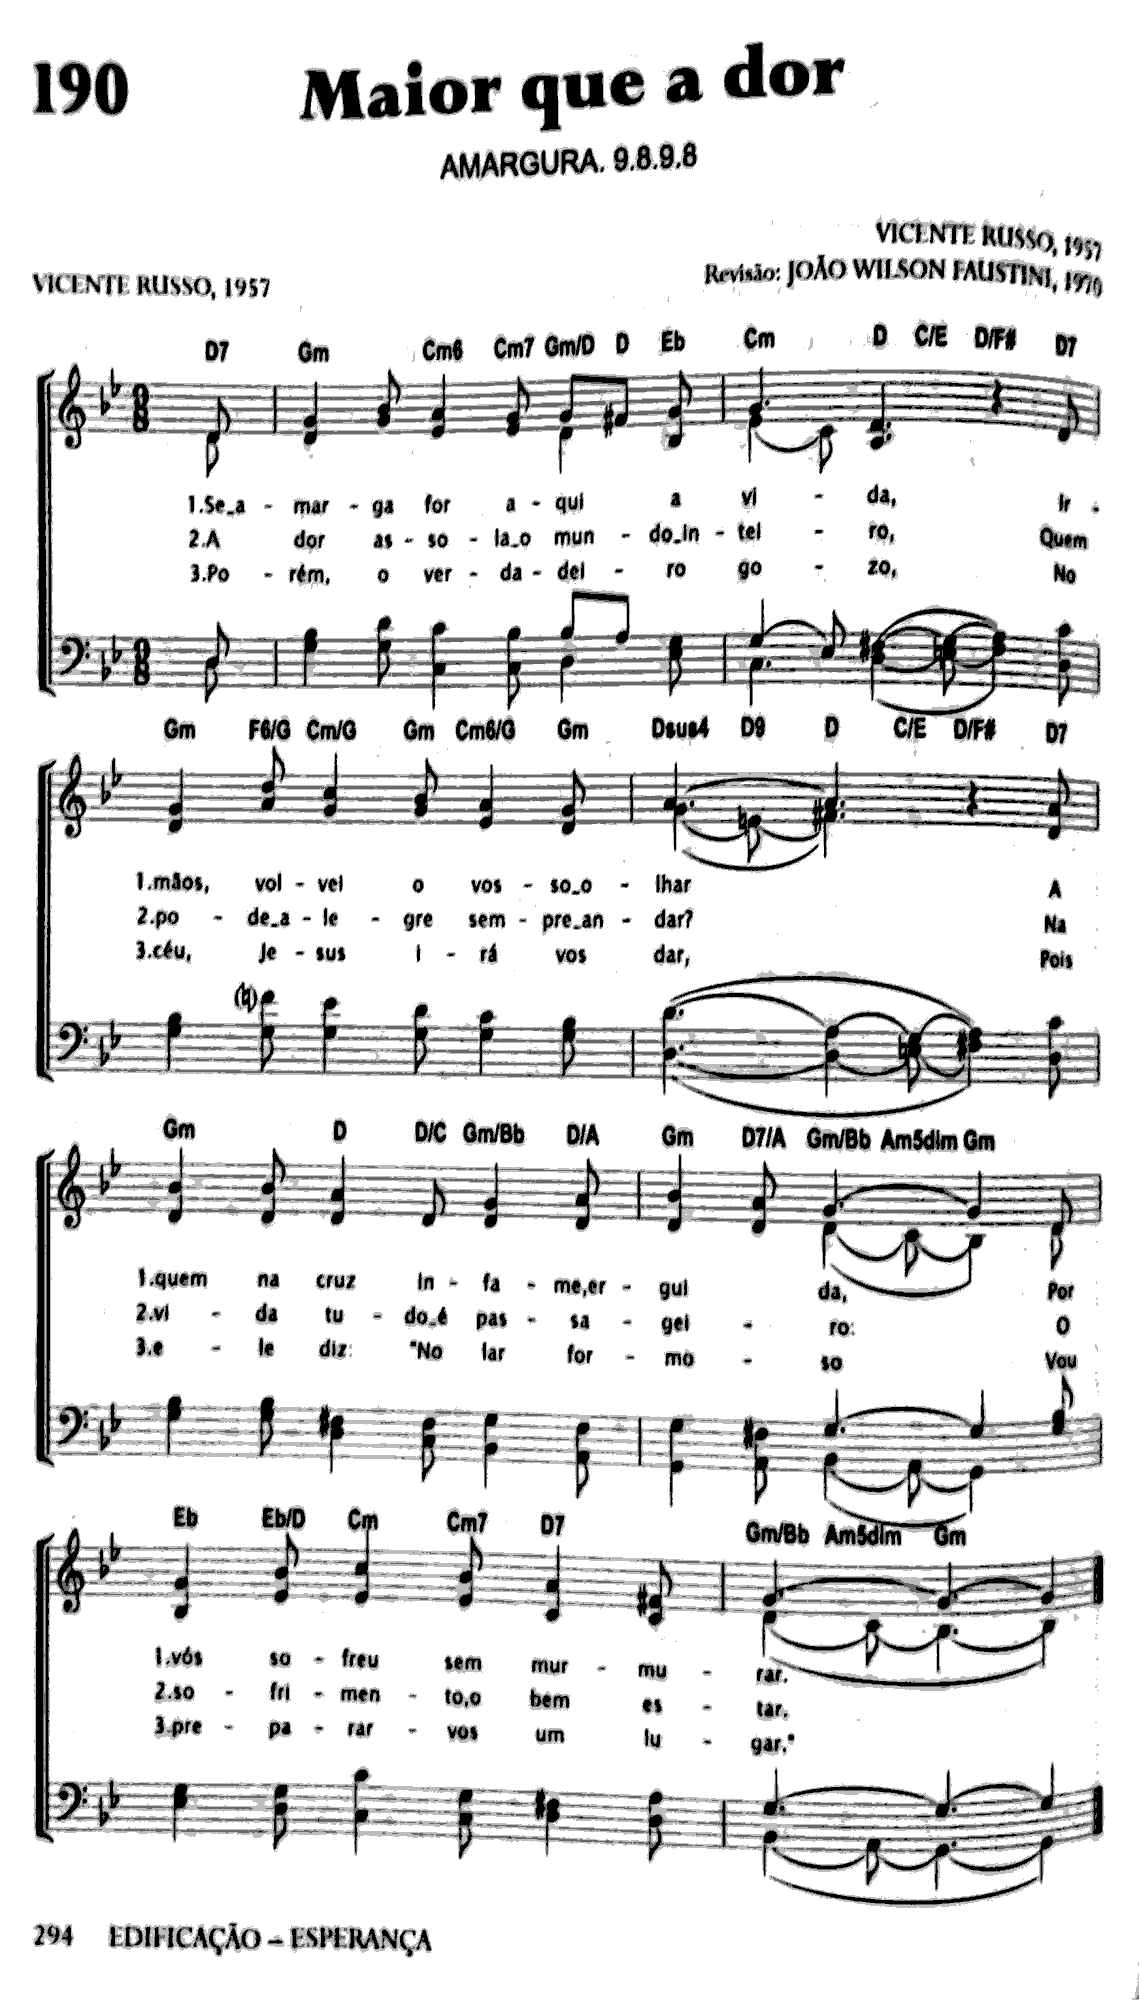 190 Maior que a dor
AMARGURA. 9.8.9.8
VICENTE RUSSO, 1957
VICENTE RUSSO, 1957
Revisão: JOÃO WILSON FAUSTINI, 1970
D7 Gm Cm6 Cm7 Gm/D D Eb Cm D C/E D/F# D7
1.Se_a - mar - ga for a - qui a vi - da, Ir -
2.A dor as - so - la_o mun - do_in - tei - ro, Quem
3.Po - rém, o ver - da - dei - ro go - zo, No
Gm F6/G Cm/G Gm Cm6/G Gm Dsus4 D9 D C/E D/F# D7
1.mãos, vol - vei o vos - so_o - lhar A
2.po - de_a - le - gre sem - pre_an - dar? Na
3.céu, Je - sus i - rá vos dar, Pois
Gm D D/C Gm/Bb D/A Gm D7/A Gm/Bb Am5dim Gm
1.quem na cruz in - fa - me,er - gui da, Por
2.vi - da tu - do_é pas - sa - gei - ro: O
3.e - le diz: "No lar for - mo - so Vou
Eb Eb/D Cm Cm7 D7 Gm/Bb Am5dim Gm
1.vós so - freu sem mur - mu - rar.
2.so - fri - men - to,o bem es - tar.
3.pre - pa - rar - vos um lu - gar."
294 EDIFICAÇÃO – ESPERANÇA